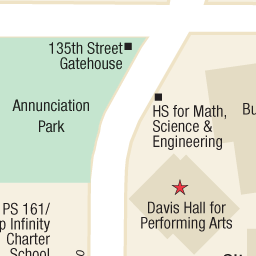 135th Street
Gatehouse
Annunciation
Park
HS for Math,
Science &
Engineering
PS 161/
Infinity
Charter
School
Davis Hall for
Performing Arts